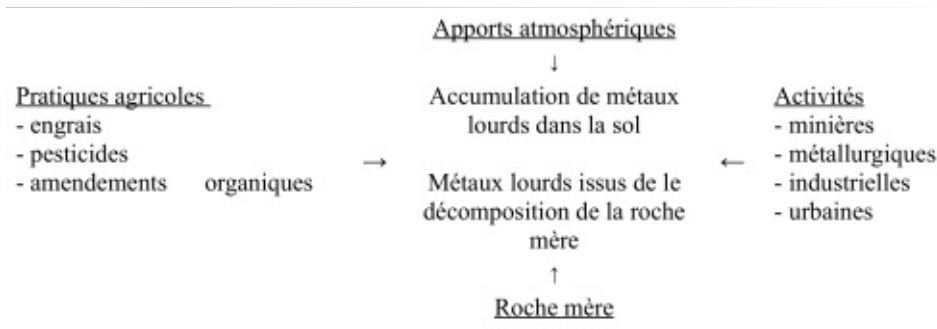 Apports atmosphériques
↓
Pratiques agricoles
- engrais
- pesticides
- amendements organiques
→
Accumulation de métaux
lourds dans la sol
Métaux lourds issus de le
décomposition de la roche
mère
←
Activités
- minières
- métallurgiques
- industrielles
- urbaines
↑
Roche mère